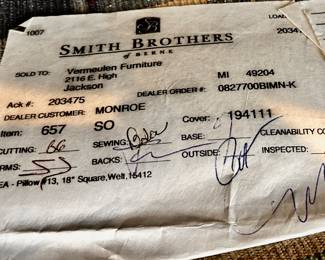 1007
LOA
SMITH BROTHERS
of BERNE
2034
SOLD TO: Vermeulen Furniture
2116 E. High
Jackson MI 49204
Ack #: 203475 DEALER ORDER#: 0827700BIMN-K
DEALER CUSTOMER: MONROE
Item: 657 SO Cover: 194111
CUTTING: SEWING: BASE: CLEANABILITY CO
ARMS: BACKS: OUTSIDE: INSPECTED:
EA - Pillow #13, 18" Square, Welt, 15412